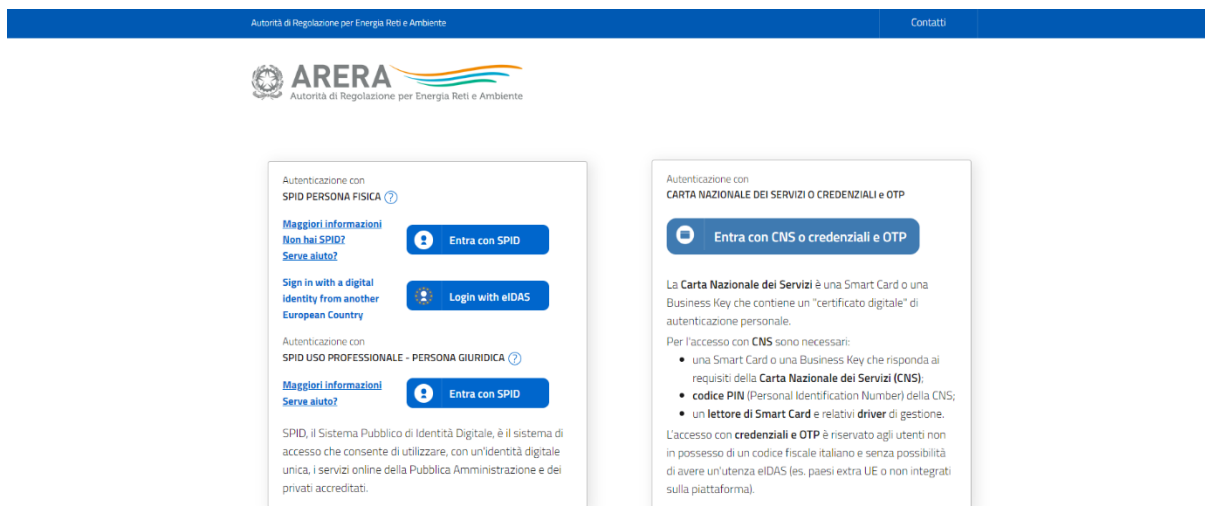 Autorità di Regolazione per Energia Reti e Ambiente
Contatti
ARERA
Autorità di Regolazione per Energia Reti e Ambiente
Autenticazione con
SPID PERSONA FISICA ?
Maggiori informazioni
Non hai SPID?
Serve aiuto?
Entra con SPID
Sign in with a digital
identity from another
European Country
Login with eIDAS
Autenticazione con
SPID USO PROFESSIONALE - PERSONA GIURIDICA ?
Maggiori informazioni
Serve aiuto?
Entra con SPID
SPID, il Sistema Pubblico di Identità Digitale, è il sistema di
accesso che consente di utilizzare, con un'identità digitale
unica, i servizi online della Pubblica Amministrazione e dei
privati accreditati.
Autenticazione con
CARTA NAZIONALE DEI SERVIZI O CREDENZIALI e OTP
Entra con CNS o credenziali e OTP
La Carta Nazionale dei Servizi è una Smart Card o una
Business Key che contiene un "certificato digitale" di
autenticazione personale.
Per l'accesso con CNS sono necessari:
• una Smart Card o una Business Key che risponda ai
requisiti della Carta Nazionale dei Servizi (CNS);
• codice PIN (Personal Identification Number) della CNS;
• un lettore di Smart Card e relativi driver di gestione.
L'accesso con credenziali e OTP è riservato agli utenti non
in possesso di un codice fiscale italiano e senza possibilità
di avere un'utenza eIDAS (es. paesi extra UE o non integrati
sulla piattaforma).